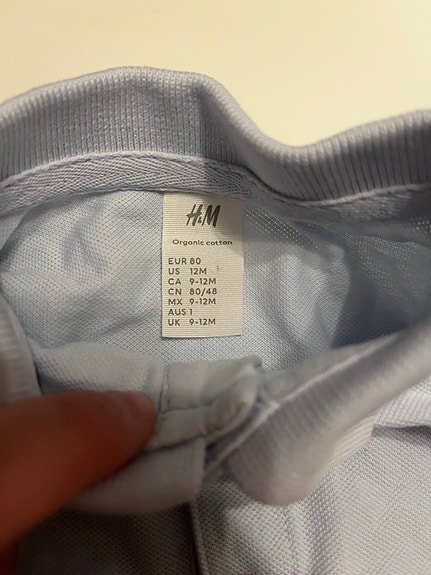 H&M
Organic cotton
EUR 80
US 12M
CA 9-12M
CN 80/48
MX 9-12M
AUS 1
UK 9-12M